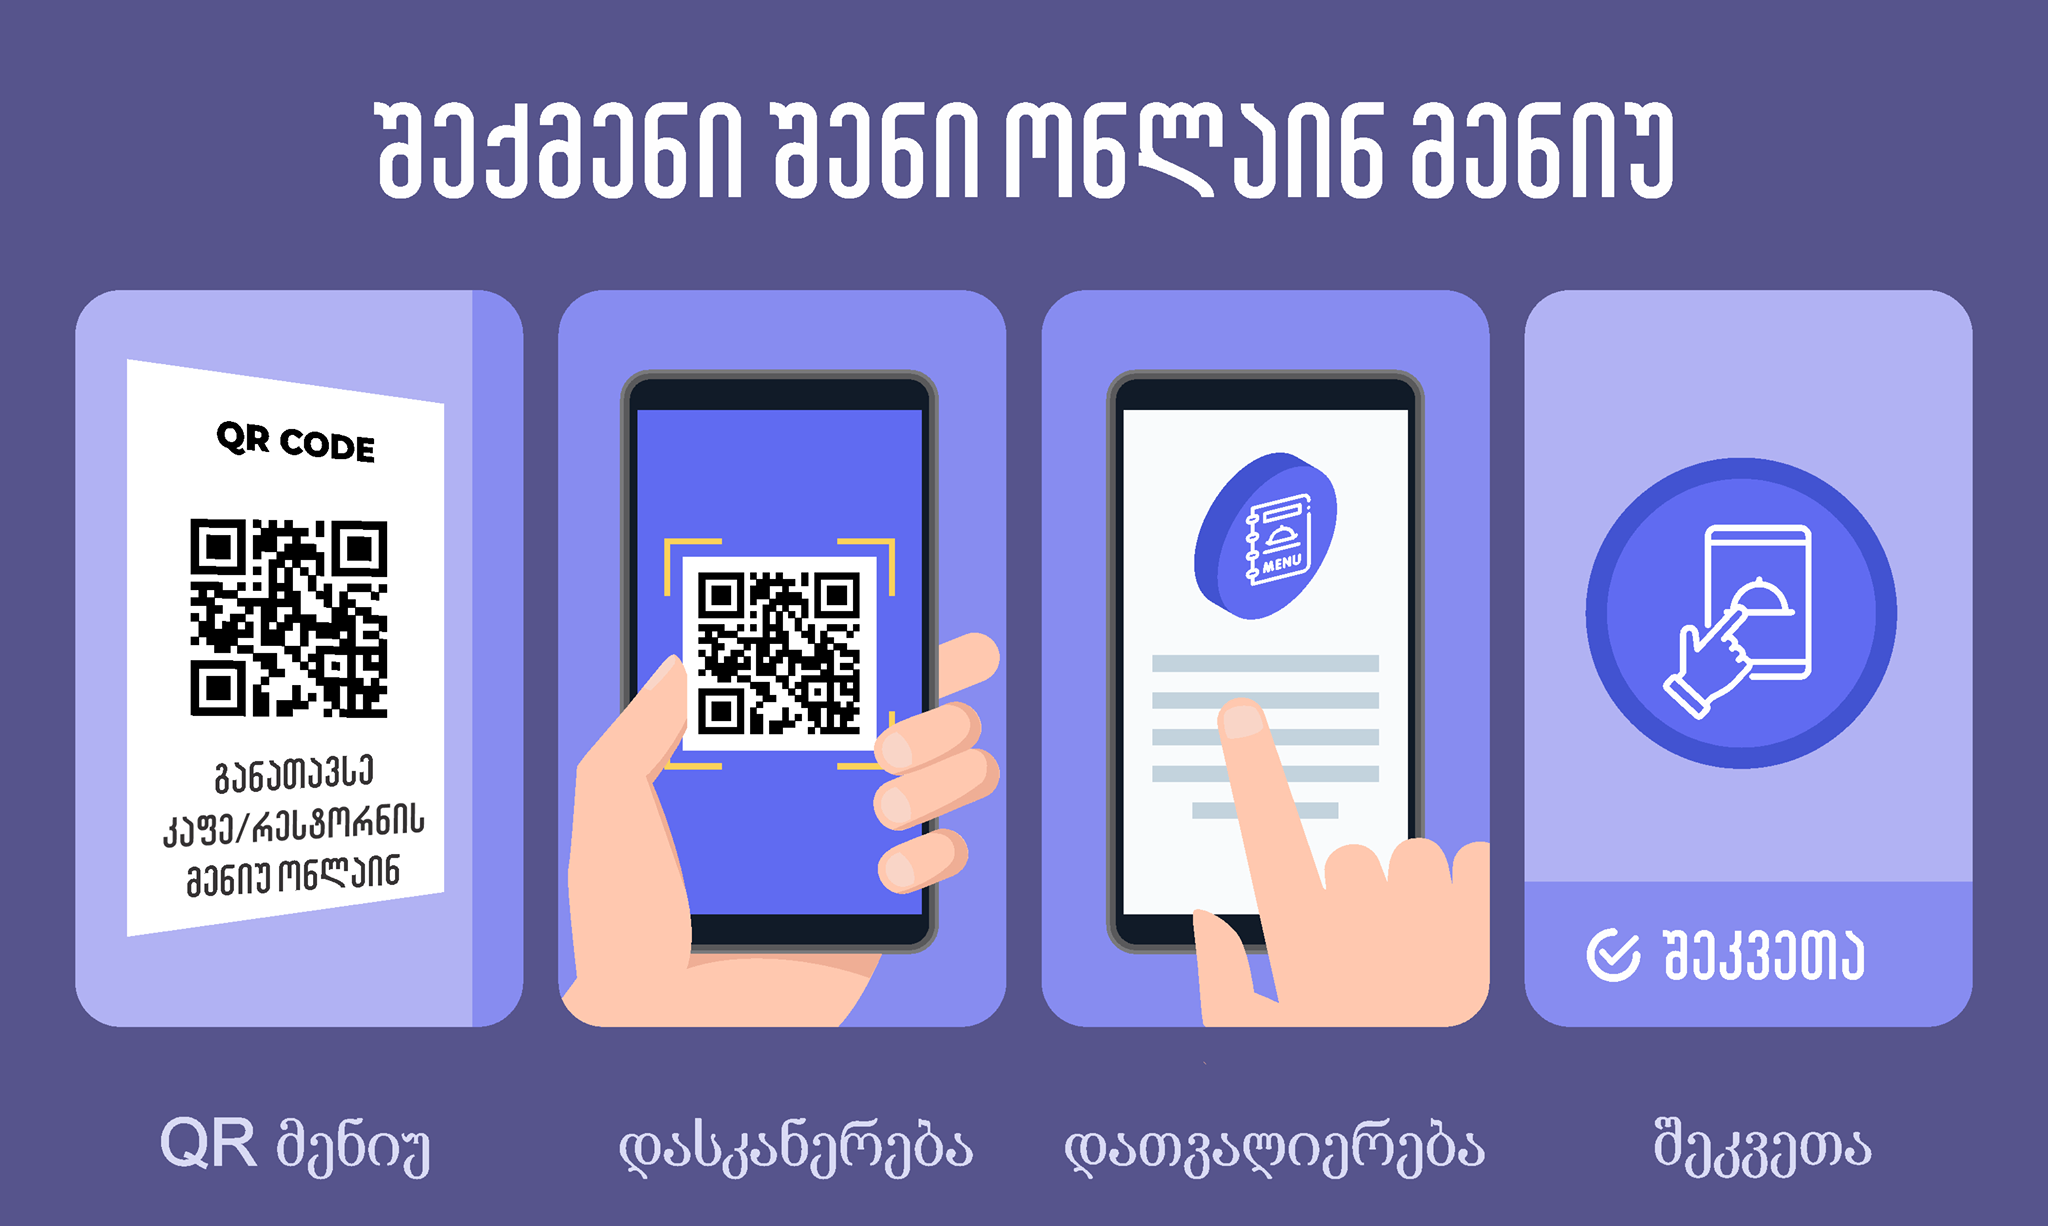 შექმენი შენი ონლაინ მენიუ
QR CODE
განათავსე
კაფე/რესტორნის
მენიუ ონლაინ
MENU
შეკვეთა
QR მენიუ
დასკანერება
დათვალიერება
შეკვეთა